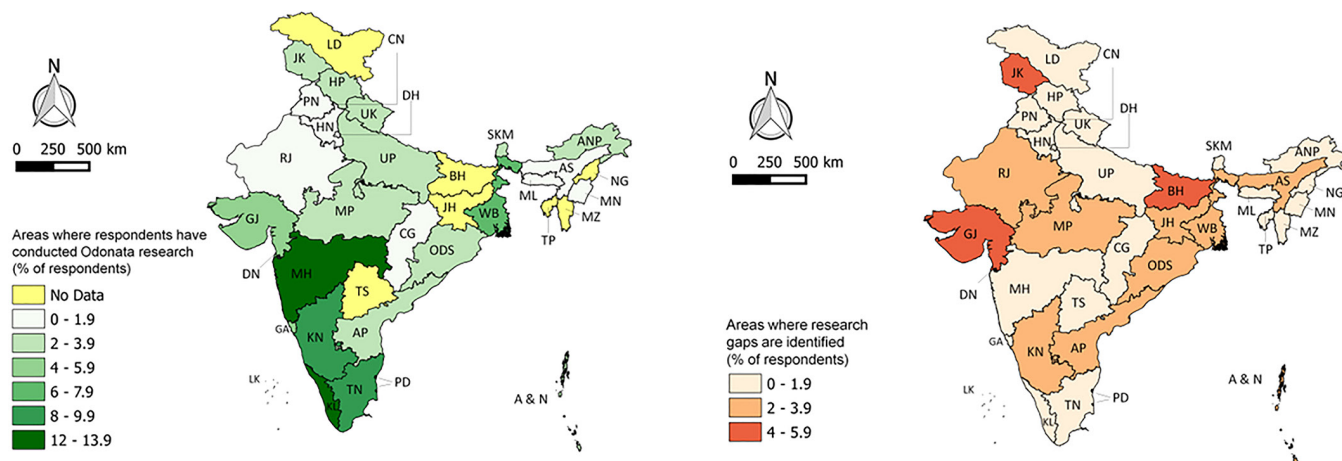 LD
CN
JK
N
HP
PN
DH
UK
HN
SKM
ANP
0 250 500 km
RJ
UP
AS
BH
NG
ML
MN
JH
WB
MZ
GJ
MP
TP
CG
Areas where respondents have
conducted Odonata research
(% of respondents)
ODS
DN
MH
No Data
TS
0 - 1.9
GA
2 - 3.9
KN
AP
4 - 5.9
LK
6 - 7.9
TN
PD
8 - 9.9
A & N
KL
12 - 13.9
LD
CN
JK
N
HP
PN
DH
UK
HN
SKM
ANP
0 250 500 km
RJ
UP
AS
BH
NG
ML
MN
JH
WB
MZ
GJ
MP
TP
CG
ODS
DN
MH
TS
Areas where research
gaps are identified
(% of respondents)
GA
KN
AP
0 - 1.9
LK
A & N
2 - 3.9
TN
PD
KL
4 - 5.9